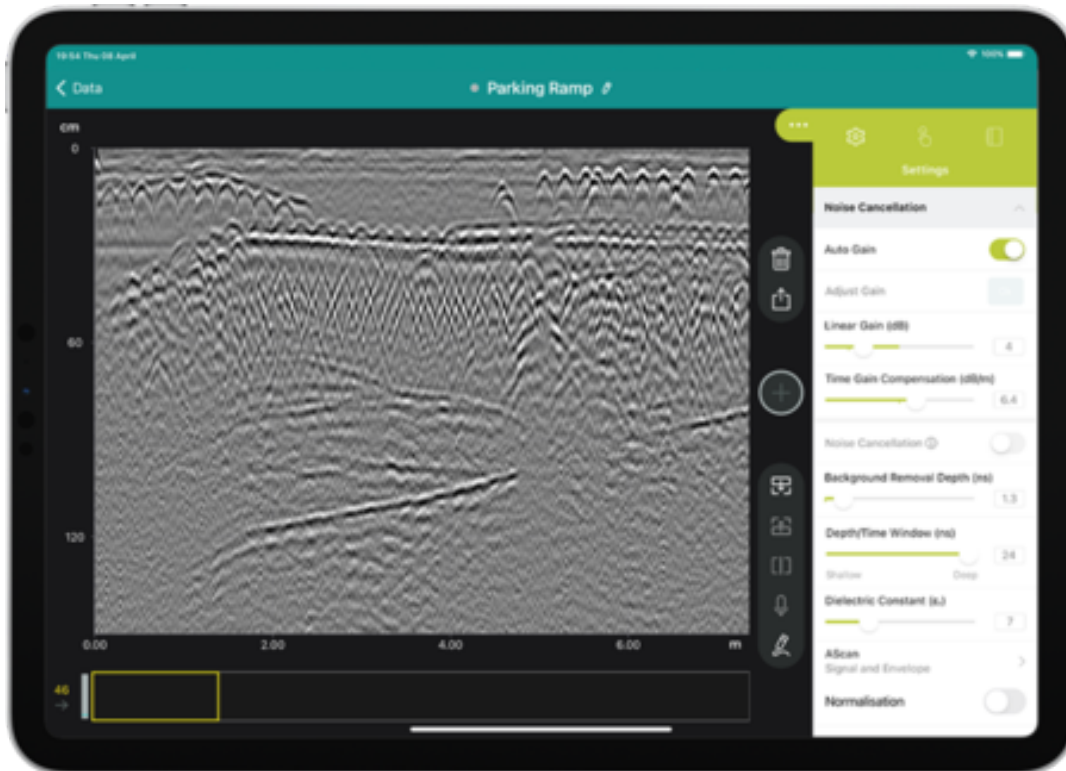 19:54 Thu 08 April
100%
Data
Parking Ramp
Settings
cm
0
60
120
0.00
2.00
4.00
6.00
m
46
Noise Cancellation
Auto Gain
Adjust Gain
Linear Gain (dB)
4
Time Gain Compensation (dB/m)
6.4
Noise Cancellation
Background Removal Depth (ns)
1.3
Depth/Time Window (ns)
24
Shallow
Deep
Dielectric Constant (εᵣ)
7
AScan
Signal and Envelope
Normalisation